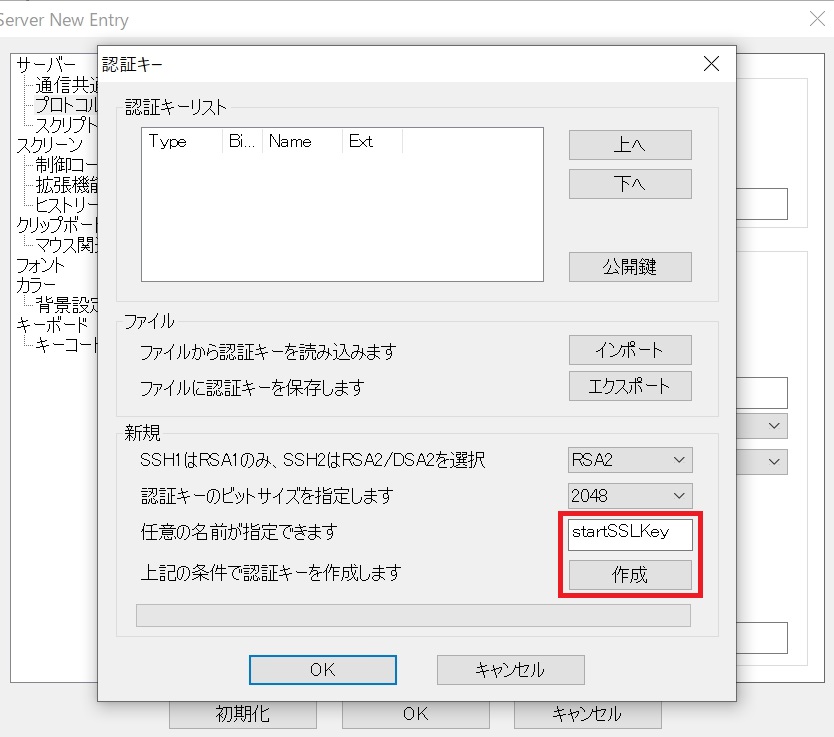 Server New Entry
サーバー
通信共通
プロトコル
スクリプト
スクリーン
制御コー
拡張機能
ヒストリー
クリップボード
マウス関
フォント
カラー
背景設定
キーボード
キーコード
認証キー
認証キーリスト
Type Bi... Name Ext
上へ
下へ
公開鍵
ファイル
ファイルから認証キーを読み込みます インポート
ファイルに認証キーを保存します エクスポート
新規
SSH1はRSA1のみ、SSH2はRSA2/DSA2を選択 RSA2
認証キーのビットサイズを指定します 2048
任意の名前が指定できます startSSLKey
上記の条件で認証キーを作成します 作成
OK キャンセル
初期化 OK キャンセル